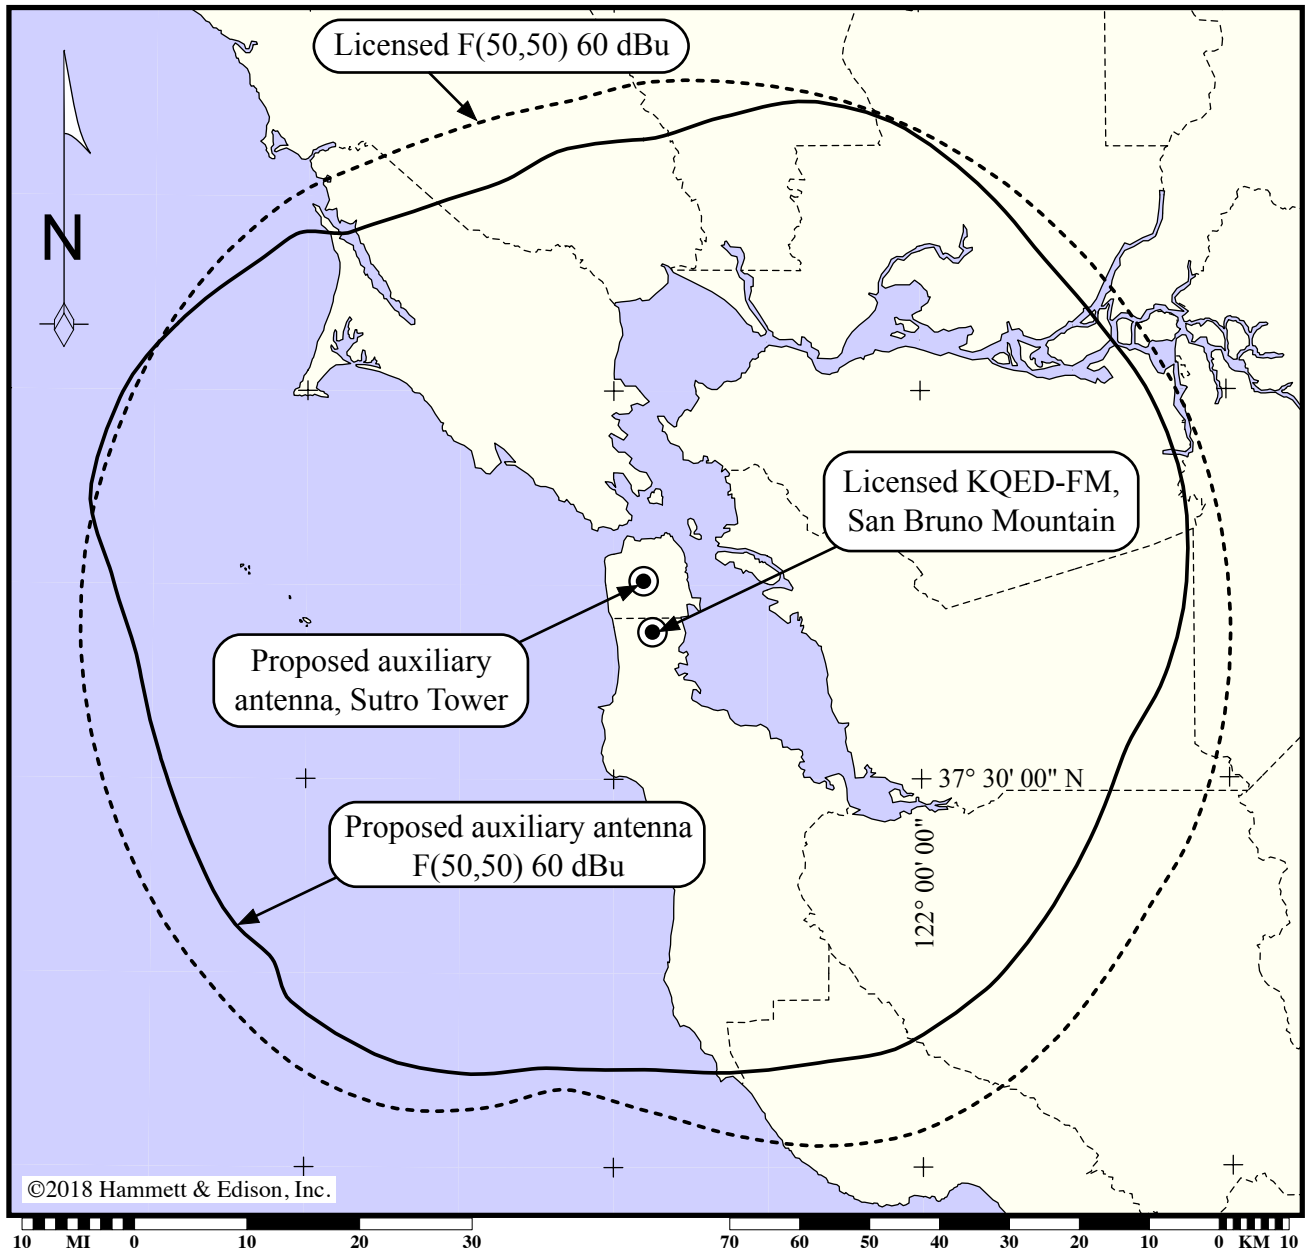 Licensed F(50,50) 60 dBu
N
Licensed KQED-FM,
San Bruno Mountain
Proposed auxiliary
antenna, Sutro Tower
37° 30' 00" N
122° 00' 00"
Proposed auxiliary antenna
F(50,50) 60 dBu
©2018 Hammett & Edison, Inc.
10 MI 0 10 20 30 70 60 50 40 30 20 10 0 KM 10